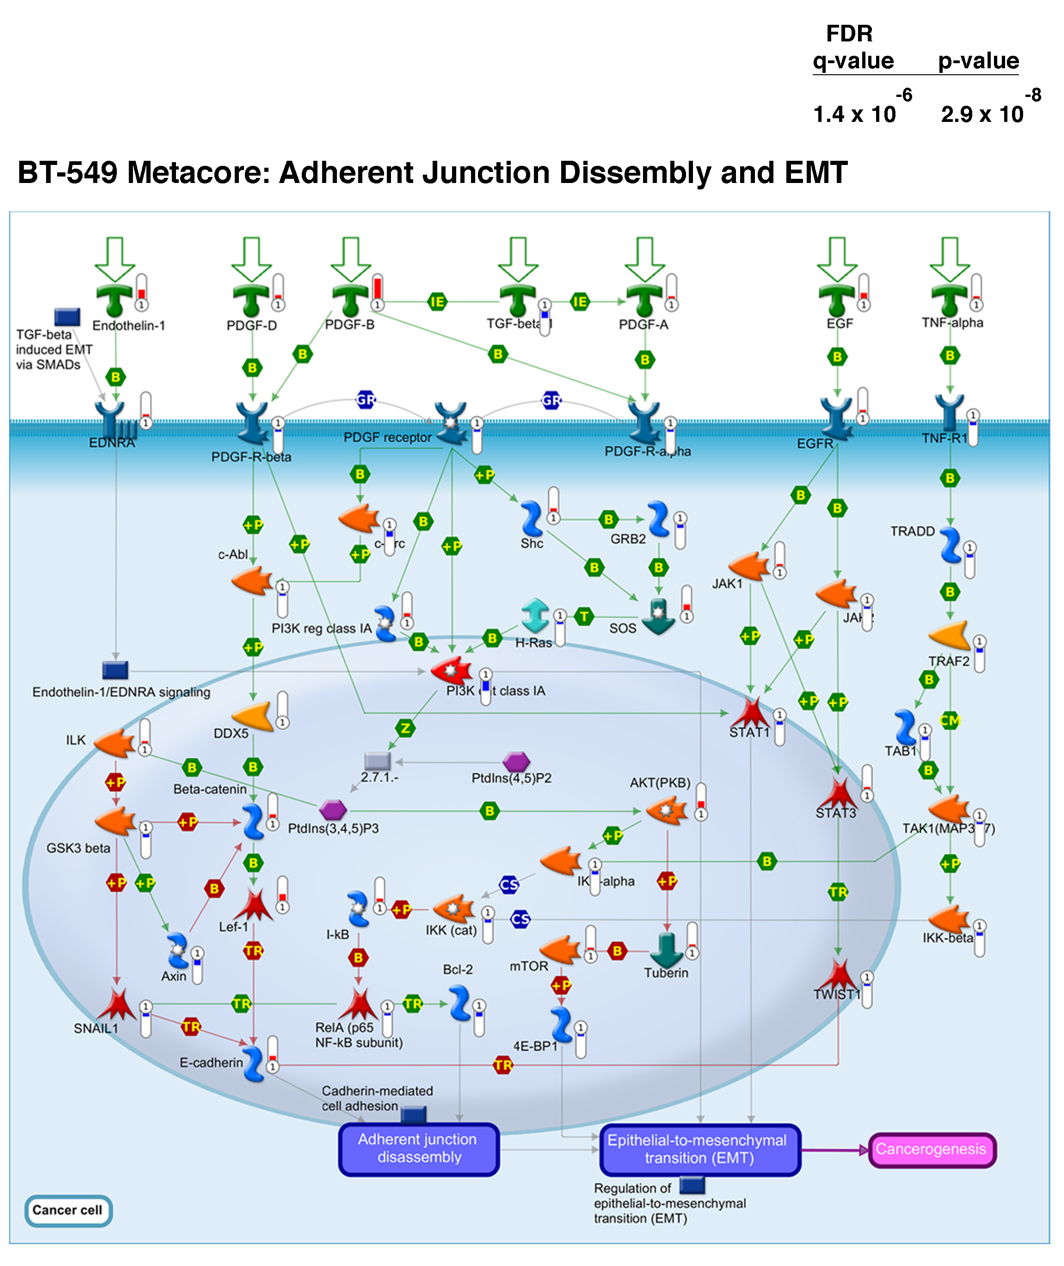 FDR
q-value p-value
1.4 x 10-6 2.9 x 10-8
BT-549 Metacore: Adherent Junction Dissembly and EMT
Endothelin-1
PDGF-D
PDGF-B
IE
IE
PDGF-A
EGF
TNF-alpha
TGF-beta
induced EMT
via SMADs
B
B
B
B
B
B
B
GR
GR
EDNRA
PDGF-R-beta
PDGF receptor
PDGF-R-alpha
EGFR
TNF-R1
B
+P
B
B
B
+P
+P
B
+P
+P
Shc
B
GRB2
TRADD
c-Abl
B
B
JAK1
B
PI3K reg class IA
B
B
H-Ras
T
SOS
+P
+P
+P
TRAF2
Endothelin-1/EDNRA signaling
PI3K cat class IA
B
+P
+P
CM
DDX5
Z
STAT1
TAB1
ILK
B
B
2.7.1.-
PtdIns(4,5)P2
B
+P
Beta-catenin
AKT(PKB)
STAT3
PtdIns(3,4,5)P3
B
GSK3 beta
+P
+P
B
B
+P
+P
+P
B
CS
+P
TR
Lef-1
I-kB
+P
IKK (cat)
CS
IKK-beta
TR
B
mTOR
B
Tuberin
Axin
Bcl-2
+P
TWIST1
SNAIL1
TR
TR
RelA (p65
NF-kB subunit)
TR
4E-BP1
E-cadherin
TR
Cadherin-mediated
cell adhesion
Adherent junction
disassembly
Epithelial-to-mesenchymal
transition (EMT)
Cancerogenesis
Regulation of
epithelial-to-mesenchymal
transition (EMT)
Cancer cell